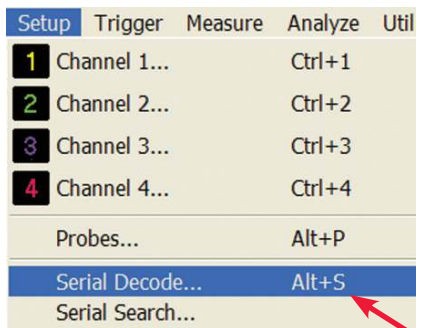 Setup Trigger Measure Analyze Util
1 Channel 1... Ctrl+1
2 Channel 2... Ctrl+2
3 Channel 3... Ctrl+3
4 Channel 4... Ctrl+4
Probes... Alt+P
Serial Decode... Alt+S
Serial Search...